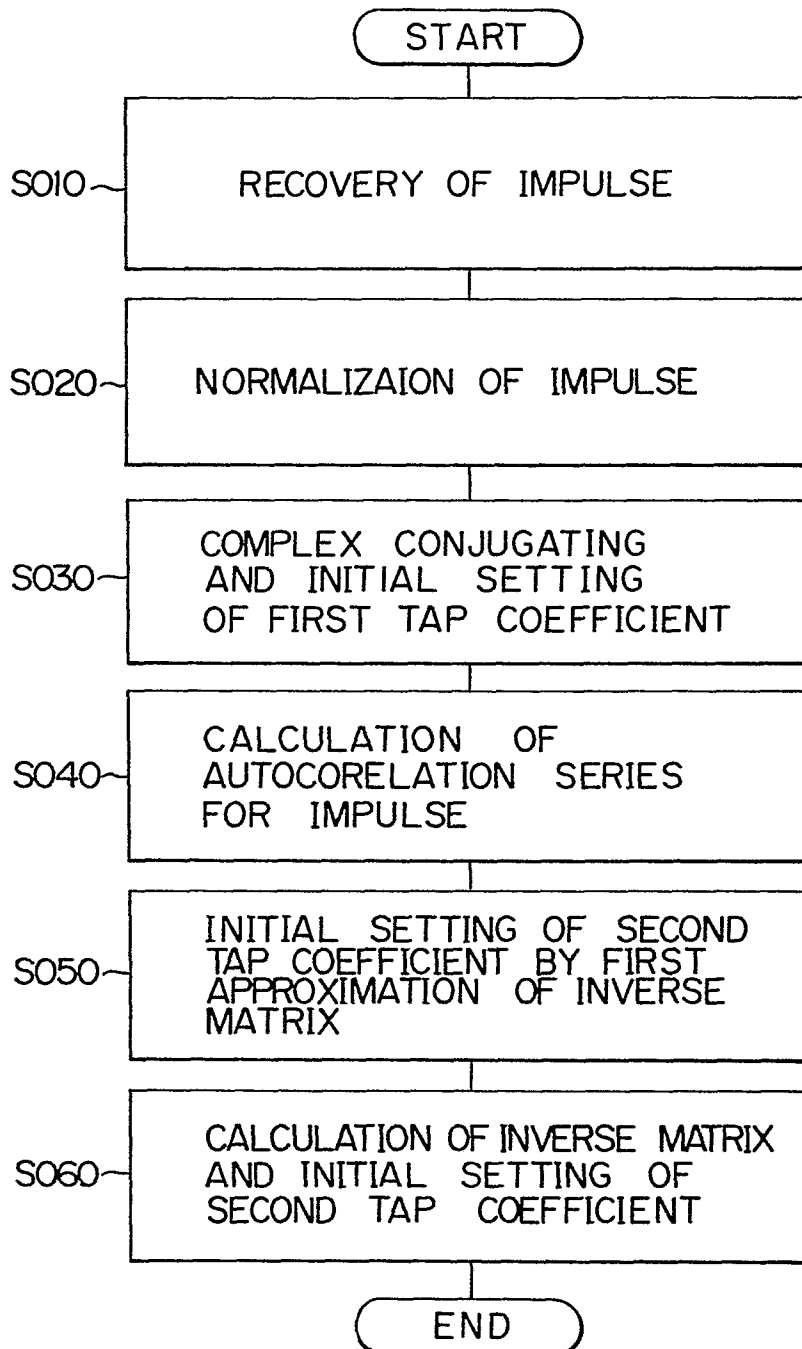 START
S010
RECOVERY OF IMPULSE
S020
NORMALIZAION OF IMPULSE
S030
COMPLEX CONJUGATING
AND INITIAL SETTING
OF FIRST TAP COEFFICIENT
S040
CALCULATION OF
AUTOCORELATION SERIES
FOR IMPULSE
S050
INITIAL SETTING OF SECOND
TAP COEFFICIENT BY FIRST
APPROXIMATION OF INVERSE
MATRIX
S060
CALCULATION OF INVERSE MATRIX
AND INITIAL SETTING OF
SECOND TAP COEFFICIENT
END